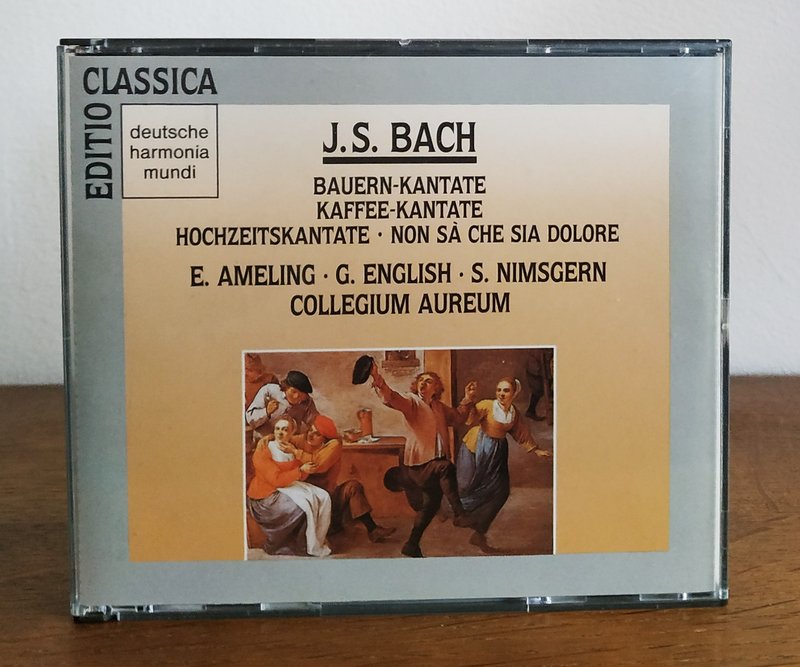 EDITIO CLASSICA
deutsche
harmonia
mundi
J.S. BACH
BAUERN-KANTATE
KAFFEE-KANTATE
HOCHZEITSKANTATE · NON SÀ CHE SIA DOLORE
E. AMELING · G. ENGLISH · S. NIMSGERN
COLLEGIUM AUREUM